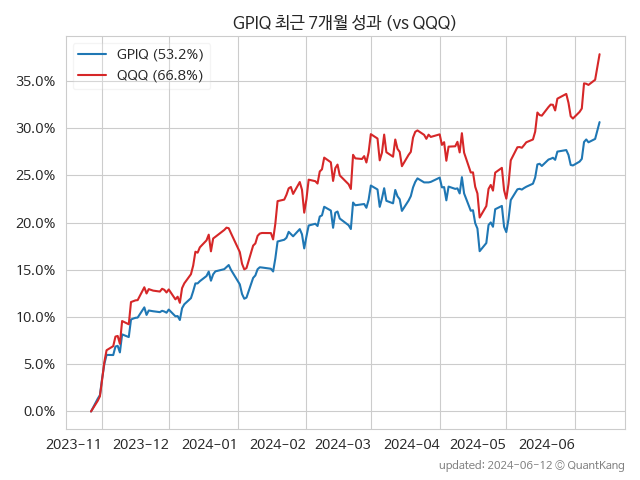 GPIQ 최근 7개월 성과 (vs QQQ)
GPIQ (53.2%)
QQQ (66.8%)
35.0%
30.0%
25.0%
20.0%
15.0%
10.0%
5.0%
0.0%
2023-11 2023-12 2024-01 2024-02 2024-03 2024-04 2024-05 2024-06
updated: 2024-06-12 © QuantKang